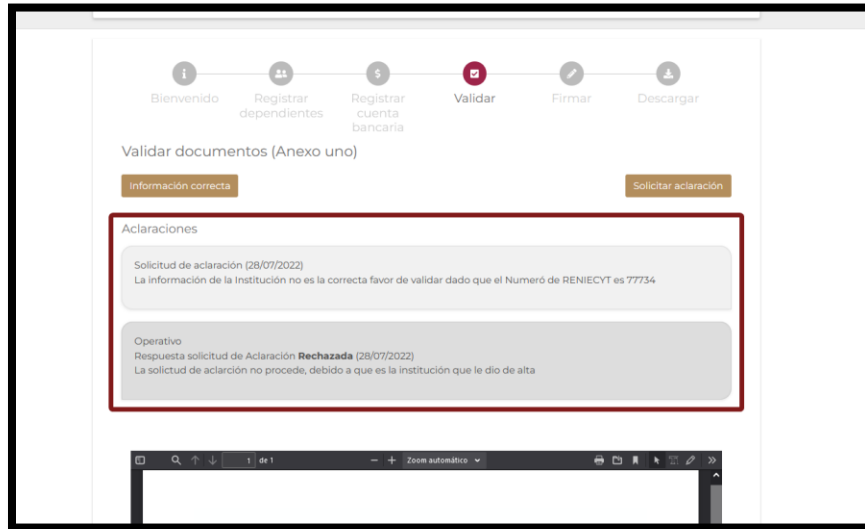 Bienvenido
Registrar
dependientes
Registrar
cuenta
bancaria
Validar
Firmar
Descargar
Validar documentos (Anexo uno)
Información correcta
Solicitar aclaración
Aclaraciones
Solicitud de aclaración (28/07/2022)
La información de la Institución no es la correcta favor de validar dado que el Numeró de RENIECYT es 77734
Operativo
Respuesta solicitud de Aclaración Rechazada (28/07/2022)
La solictud de aclarción no procede, debido a que es la institución que le dio de alta
1 de 1 Zoom automático